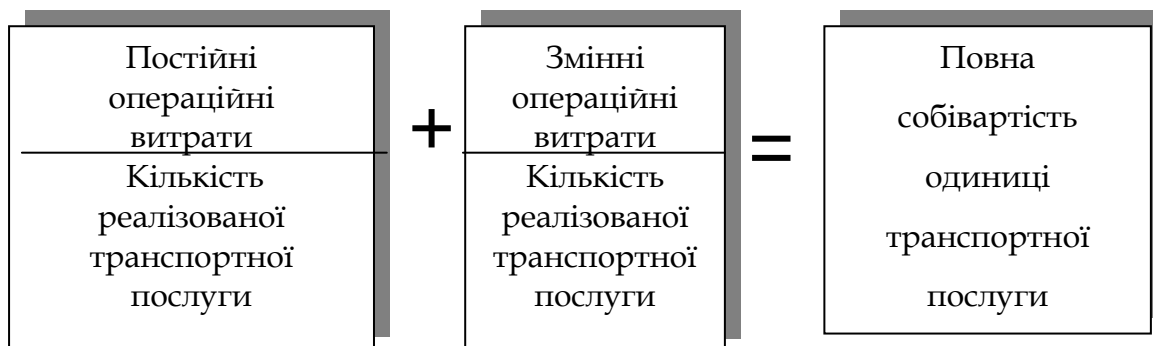 Постійні
операційні
витрати
Кількість
реалізованої
транспортної
послуги
+
Змінні
операційні
витрати
Кількість
реалізованої
транспортної
послуги
=
Повна
собівартість
одиниці
транспортної
послуги